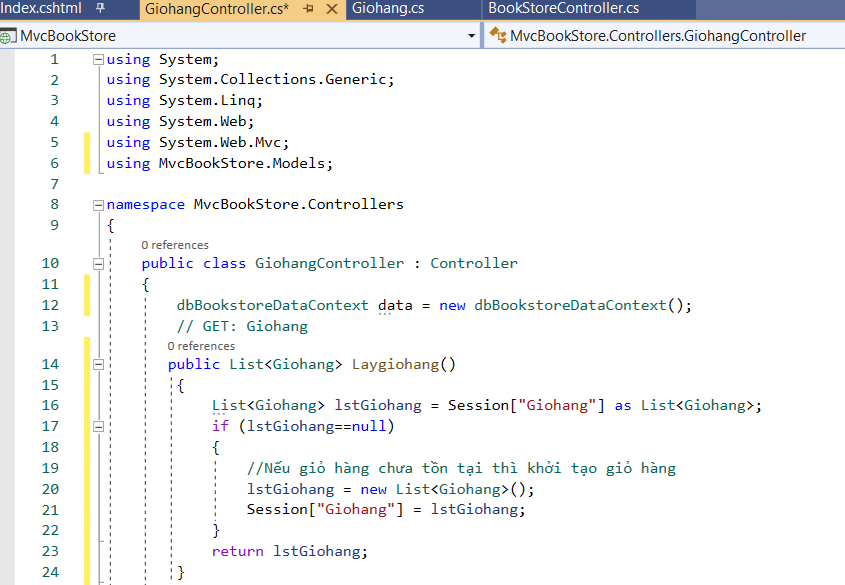 Index.cshtml GiohangController.cs* Giohang.cs BookStoreController.cs
MvcBookStore MvcBookStore.Controllers.GiohangController
1 using System;
2 using System.Collections.Generic;
3 using System.Linq;
4 using System.Web;
5 using System.Web.Mvc;
6 using MvcBookStore.Models;
7
8 namespace MvcBookStore.Controllers
9 {
0 references
10 public class GiohangController : Controller
11 {
12 dbBookstoreDataContext data = new dbBookstoreDataContext();
13 // GET: Giohang
0 references
14 public List<Giohang> Laygiohang()
15 {
16 List<Giohang> lstGiohang = Session["Giohang"] as List<Giohang>;
17 if (lstGiohang==null)
18 {
19 //Nếu giỏ hàng chưa tồn tại thì khởi tạo giỏ hàng
20 lstGiohang = new List<Giohang>();
21 Session["Giohang"] = lstGiohang;
22 }
23 return lstGiohang;
24 }